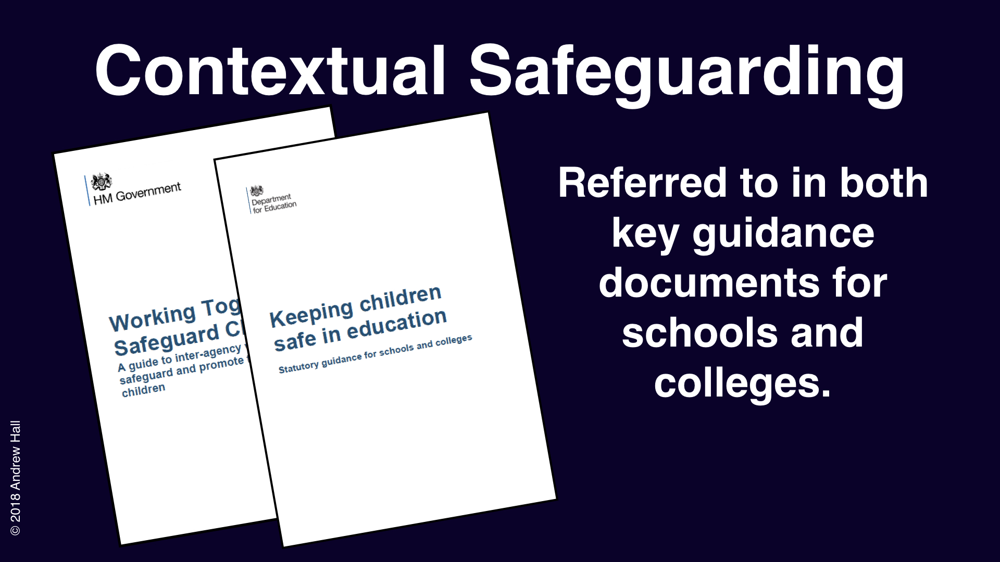 Contextual Safeguarding
HM Government
Working Tog
Safeguard C
A guide to inter-agency
safeguard and promote
children
Department
for Education
Keeping children
safe in education
Statutory guidance for schools and colleges
Referred to in both
key guidance
documents for
schools and
colleges.
© 2018 Andrew Hall